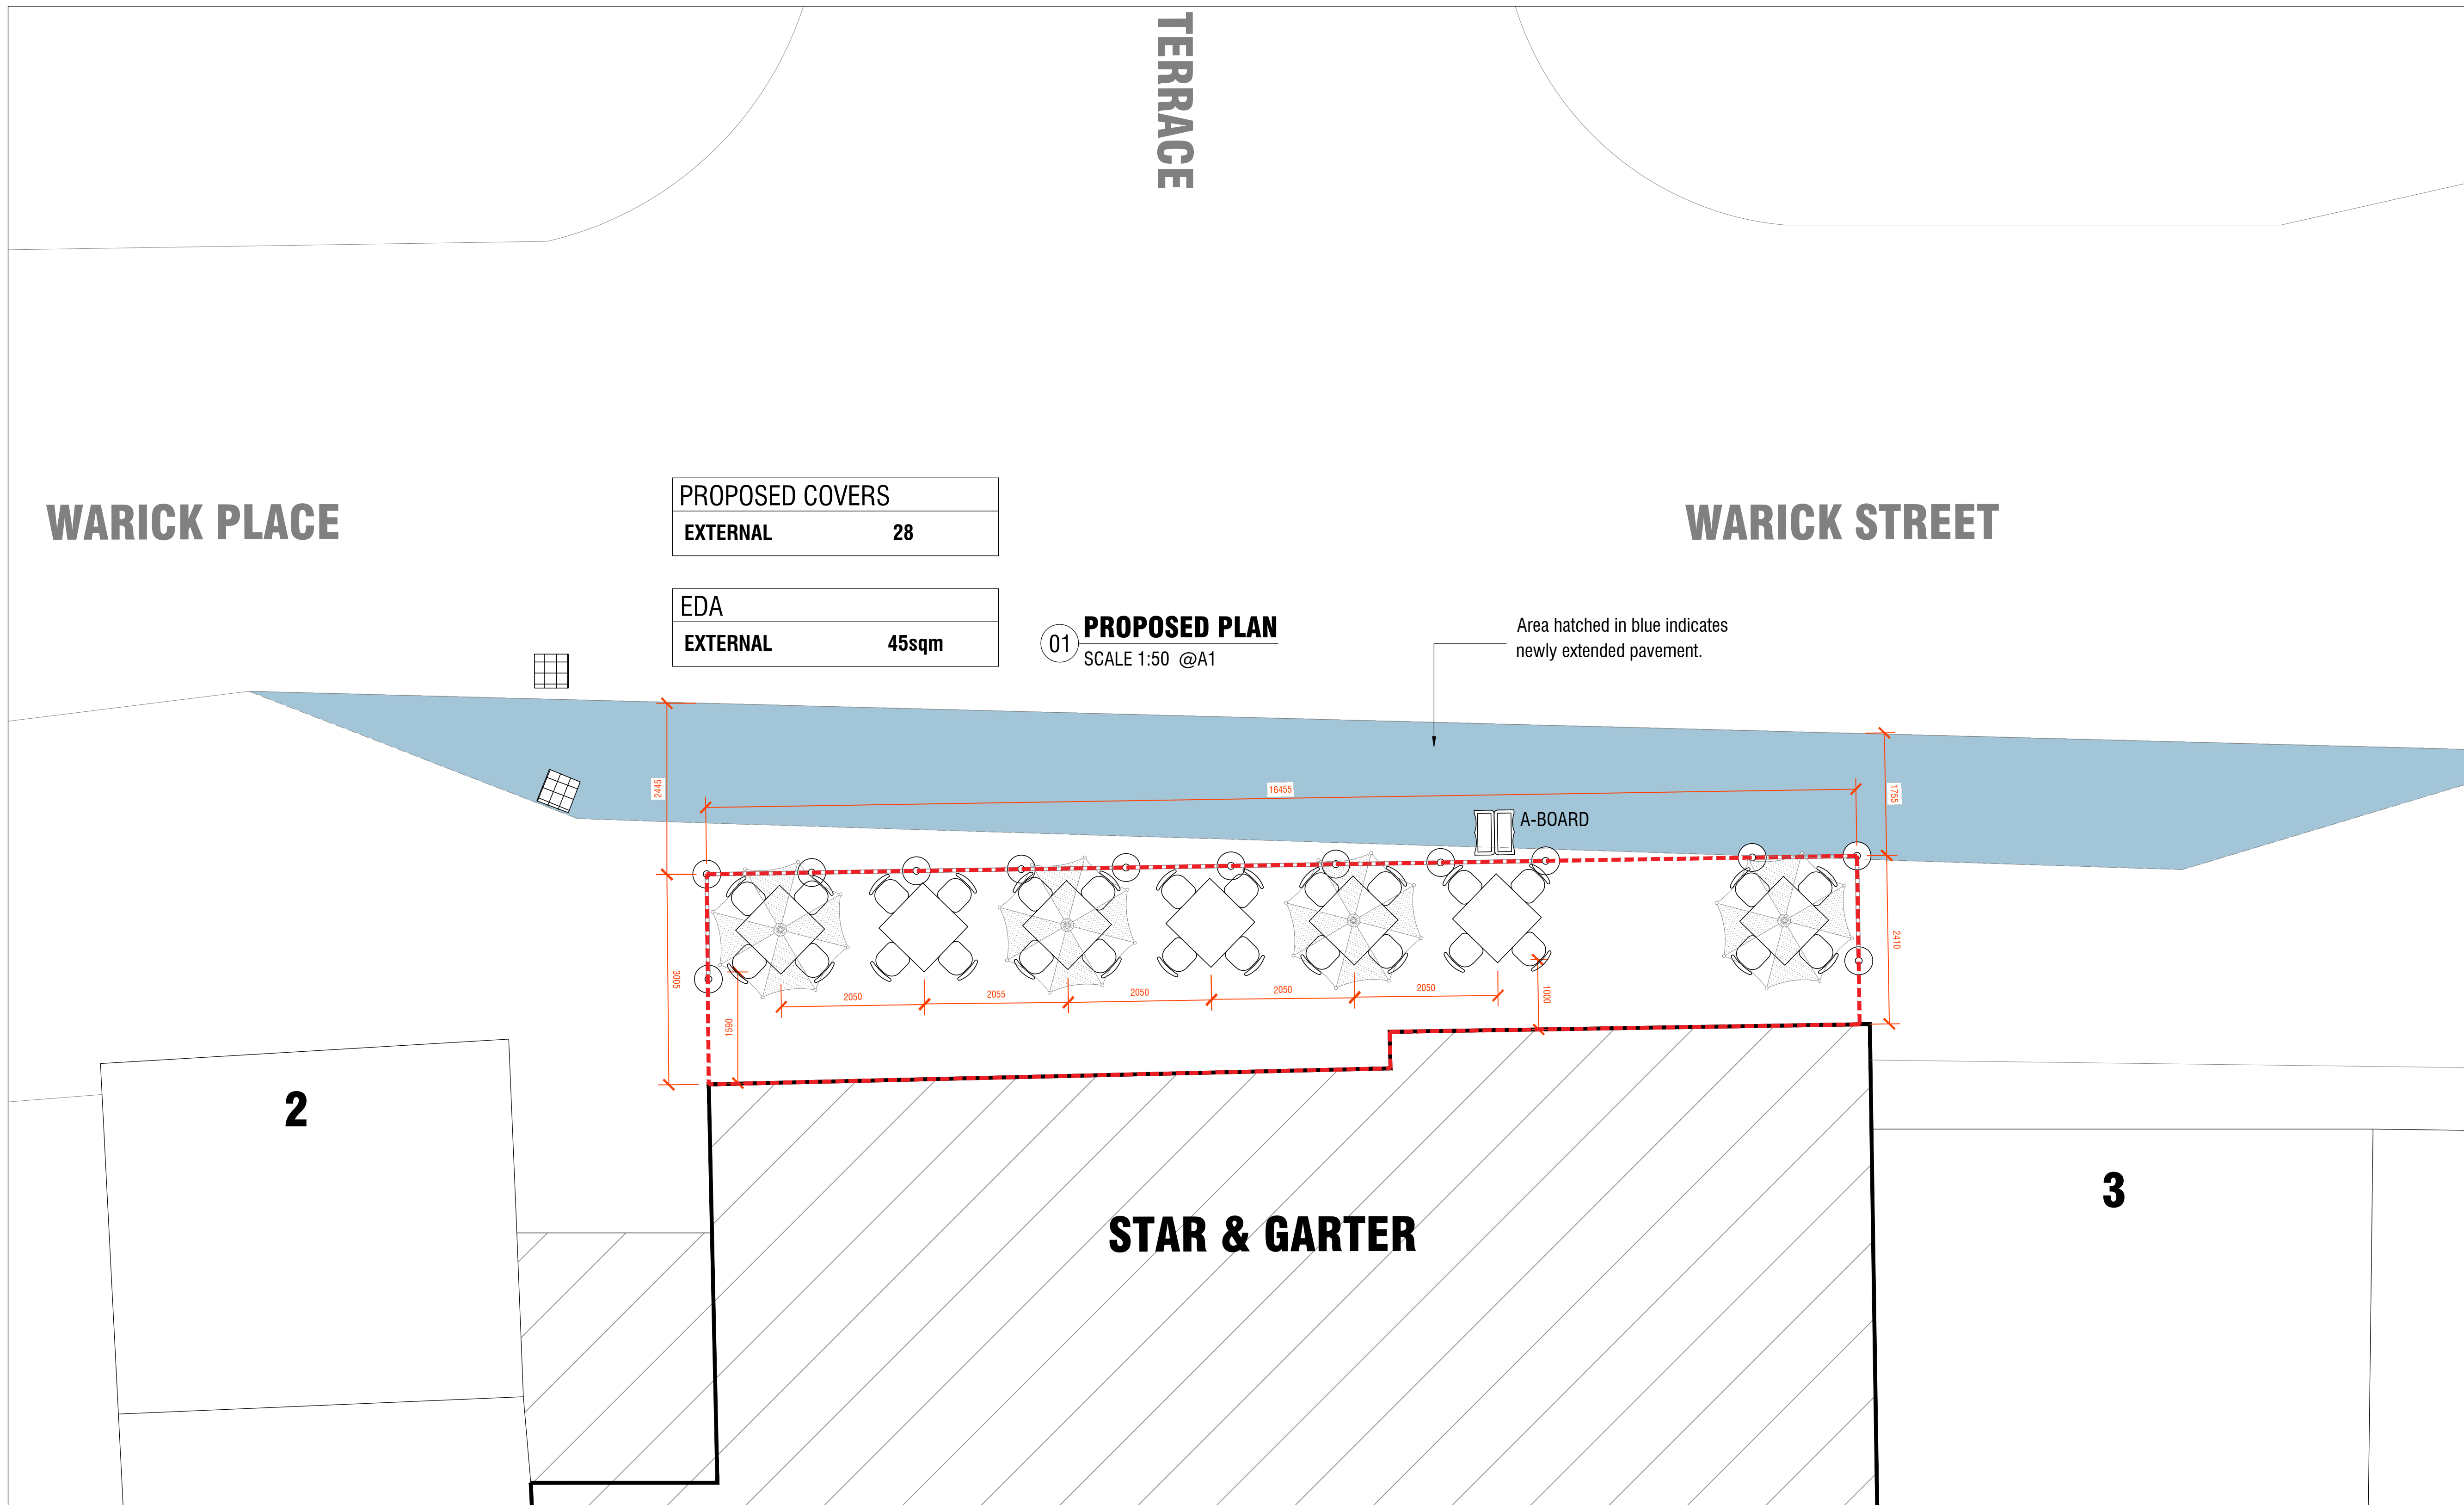 TERRACE
WARICK PLACE
WARICK STREET
PROPOSED COVERS
EXTERNAL 28
EDA
EXTERNAL 45sqm
01 PROPOSED PLAN
SCALE 1:50 @A1
Area hatched in blue indicates
newly extended pavement.
2445
16455
1755
A-BOARD
3005
1590
2050
2055
2050
2050
2050
1000
2410
2
3
STAR & GARTER